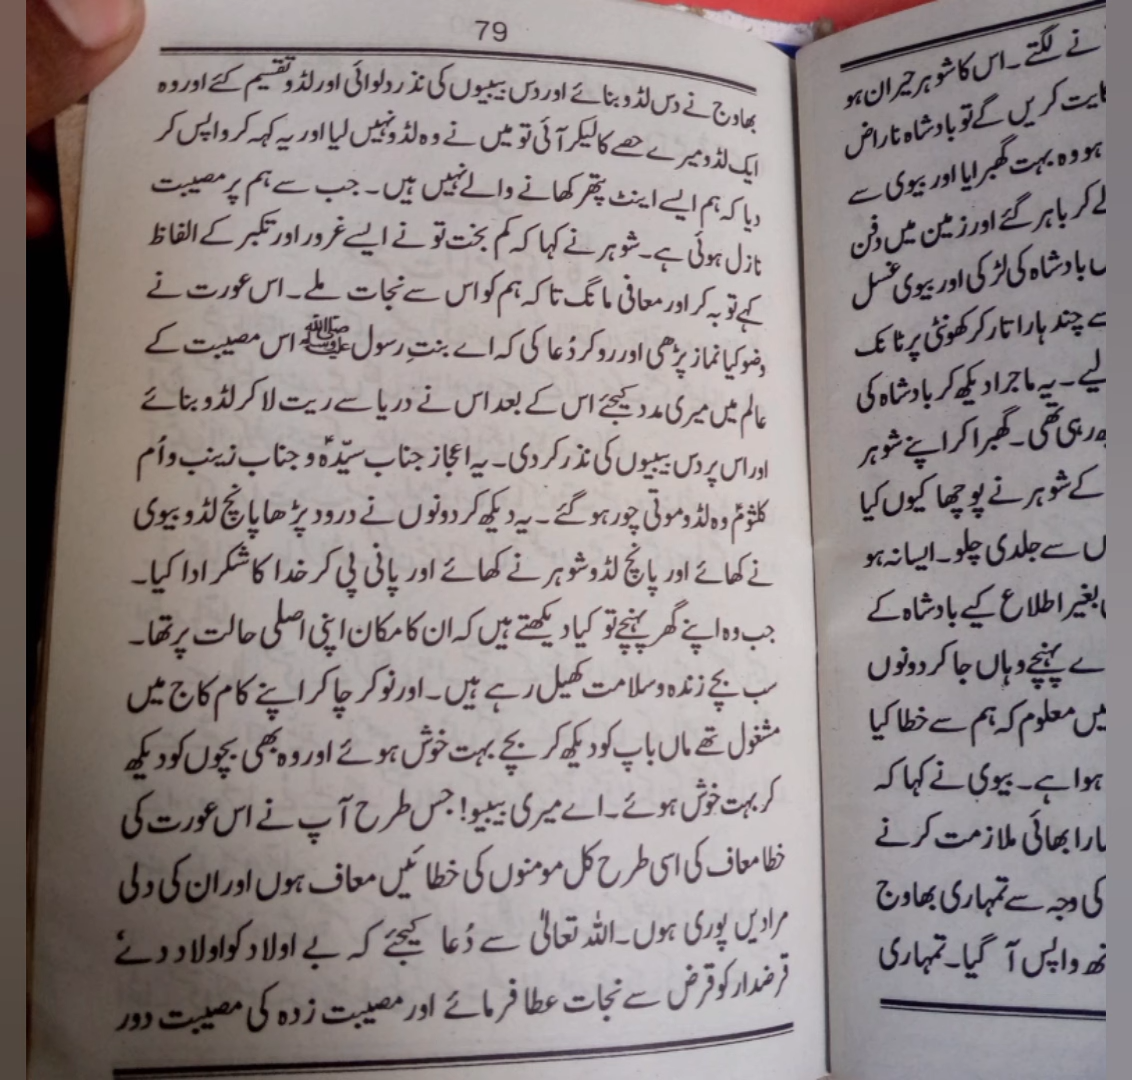 نے لگتے۔ اس کا شوہر حیران ہو
کایت کریں گے تو بادشاہ ناراض
ہو وہ بہت گھبرایا اور بیوی سے
لے کر باہر گئے اور زمین میں دفن
بادشاہ کی لڑکی اور بیوی غسل
سے چند ہار اتار کر کھونٹی پر ٹانک
لیے۔ یہ ماجرا دیکھ کر بادشاہ کی
رہی تھی۔ گھبرا کر اپنے شوہر
کے شوہر نے پوچھا کیوں کیا
ں سے جلدی چلو۔ ایسا نہ ہو
بغیر اطلاع کیے بادشاہ کے
ے پہنچے وہاں جا کر دونوں
یں معلوم کہ ہم سے خطا کیا
ہوا ہے۔ بیوی نے کہا کہ
ہارا بھائی ملازمت کرنے
کی وجہ سے تمہاری بھاوج
تھ واپس آ گیا۔ تمہاری
79
بھاوج نے دس لڈو بنائے اور دس بیبیوں کی نذر دلوائی اور لڈو تقسیم کئے اور وہ
ایک لڈو میرے حصے کا لیکر آئی تو میں نے وہ لڈو نہیں لیا اور یہ کہہ کر واپس کر
دیا کہ ہم ایسے اینٹ پتھر کھانے والے نہیں ہیں۔ جب سے ہم پر مصیبت
نازل ہوئی ہے۔ شوہر نے کہا کہ کم بخت تو نے ایسے غرور اور تکبر کے الفاظ
کہے توبہ کر اور معافی مانگ تا کہ ہم کو اس سے نجات ملے۔ اس عورت نے
وضو کیا نماز پڑھی اور رو کر دُعا کی کہ اے بنتِ رسول ﷺ اس مصیبت کے
عالم میں میری مدد کیجئے اس کے بعد اس نے دریا سے ریت لا کر لڈو بنائے
اور اس پر دس بیبیوں کی نذر کر دی۔ یہ اعجاز جناب سیّدہؑ و جناب زینب و اُم
کلثومؑ وہ لڈو موتی چور ہو گئے۔ یہ دیکھ کر دونوں نے درود پڑھا پانچ لڈو بیوی
نے کھائے اور پانچ لڈو شوہر نے کھائے اور پانی پی کر خدا کا شکر ادا کیا۔
جب وہ اپنے گھر پہنچے تو کیا دیکھتے ہیں کہ ان کا مکان اپنی اصلی حالت پر تھا۔
سب بچے زندہ و سلامت کھیل رہے ہیں۔ اور نوکر چاکر اپنے کام کاج میں
مشغول تھے ماں باپ کو دیکھ کر بچے بہت خوش ہوئے اور وہ بھی بچوں کو دیکھ
کر بہت خوش ہوئے۔ اے میری بیبیو! جس طرح آپ نے اس عورت کی
خطا معاف کی اسی طرح کل مومنوں کی خطائیں معاف ہوں اور ان کی دلی
مرادیں پوری ہوں۔ اللہ تعالیٰ سے دُعا کیجئے کہ بے اولاد کو اولاد دے
قرضدار کو قرض سے نجات عطا فرمائے اور مصیبت زدہ کی مصیبت دور